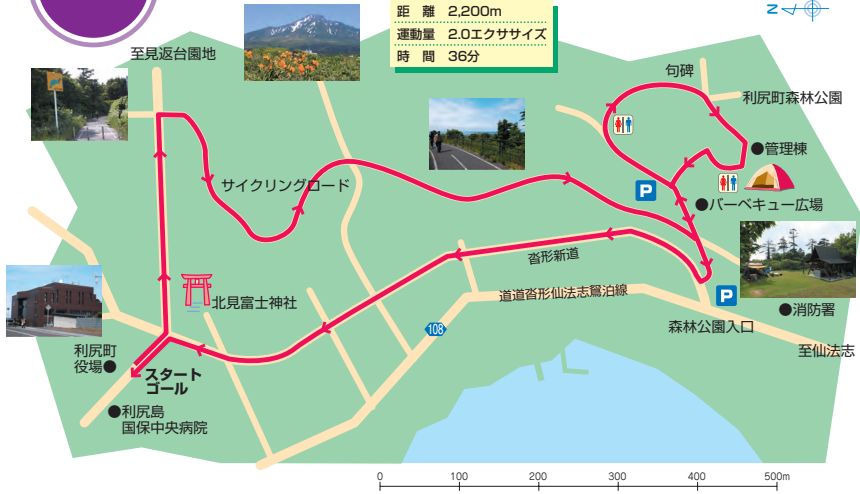 距　離　2,200m
運動量　2.0エクササイズ
時　間　36分
N
至見返台園地
句碑
利尻町森林公園
●管理棟
サイクリングロード
P
●バーベキュー広場
沓形新道
道道沓形仙法志鴛泊線
P
北見富士神社
108
●消防署
森林公園入口
至仙法志
利尻町
役場●
スタート
ゴール
●利尻島
国保中央病院
0 100 200 300 400 500m